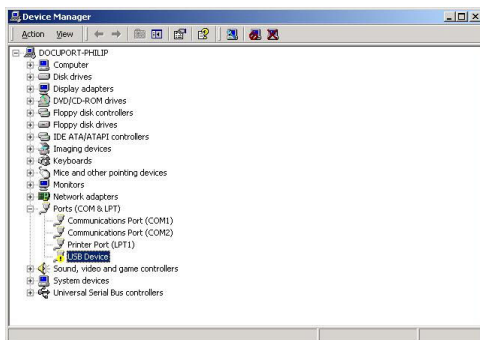 Device Manager
Action View
DOCUPORT-PHILIP
Computer
Disk drives
Display adapters
DVD/CD-ROM drives
Floppy disk controllers
Floppy disk drives
IDE ATA/ATAPI controllers
Imaging devices
Keyboards
Mice and other pointing devices
Monitors
Network adapters
Ports (COM & LPT)
Communications Port (COM1)
Communications Port (COM2)
Printer Port (LPT1)
USB Device
Sound, video and game controllers
System devices
Universal Serial Bus controllers